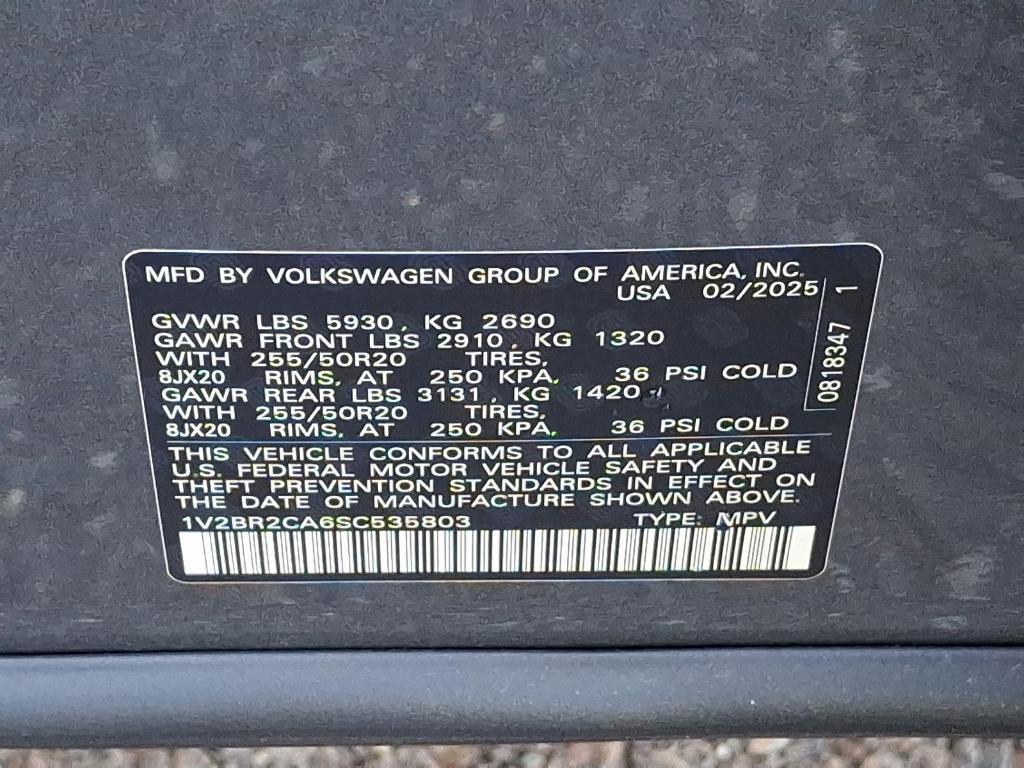 MFD BY VOLKSWAGEN GROUP OF AMERICA, INC.
USA 02/2025
GVWR LBS 5930, KG 2690
GAWR FRONT LBS 2910, KG 1320
WITH 255/50R20 TIRES,
8JX20 RIMS, AT 250 KPA, 36 PSI COLD
GAWR REAR LBS 3131, KG 1420
WITH 255/50R20 TIRES,
8JX20 RIMS, AT 250 KPA, 36 PSI COLD
THIS VEHICLE CONFORMS TO ALL APPLICABLE
U.S. FEDERAL MOTOR VEHICLE SAFETY AND
THEFT PREVENTION STANDARDS IN EFFECT ON
THE DATE OF MANUFACTURE SHOWN ABOVE.
1V2BR2CA6SC535803 TYPE: MPV
0818347 1